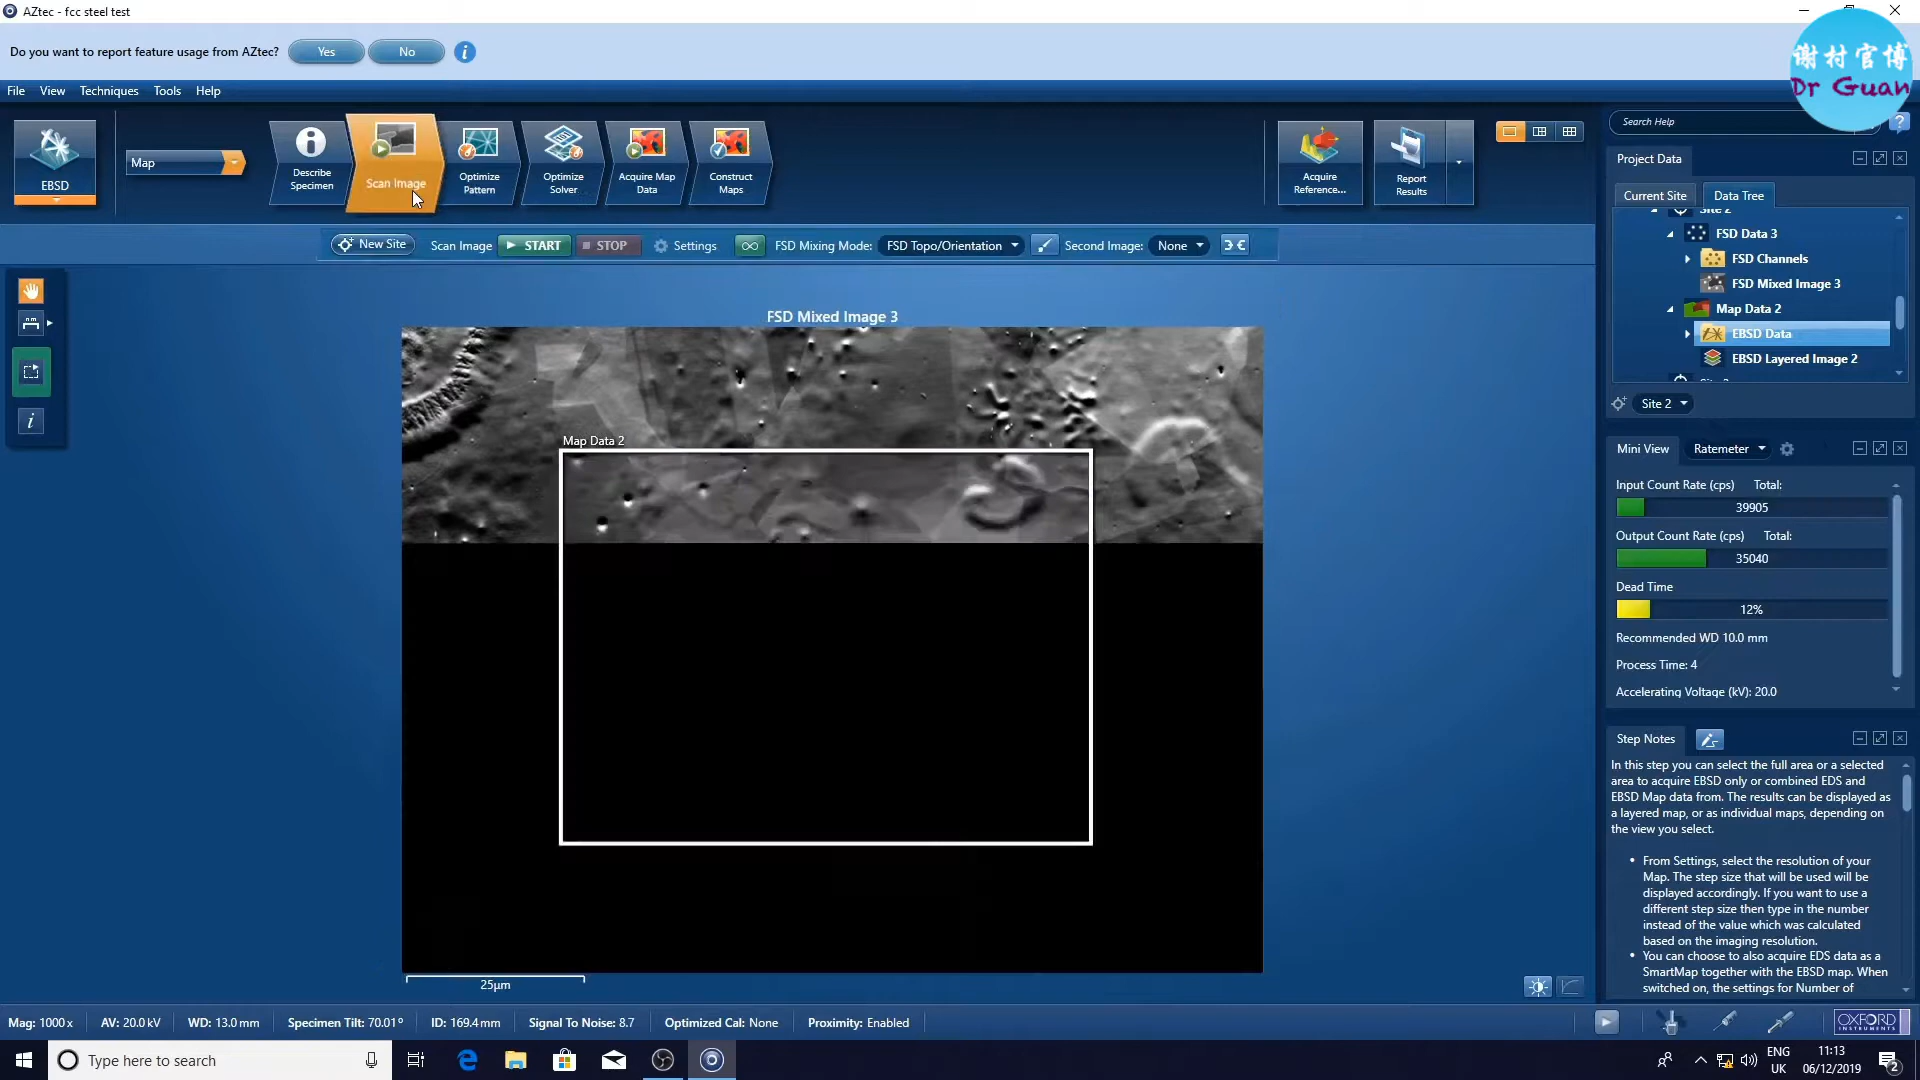 AZtec - fcc steel test
Do you want to report feature usage from AZtec? Yes No i
谢村官博
Dr Guan
File View Techniques Tools Help
EBSD
Map
Describe Specimen
Scan Image
Optimize Pattern
Optimize Solver
Acquire Map Data
Construct Maps
Acquire Reference...
Report Results
Search Help
New Site Scan Image START STOP Settings FSD Mixing Mode: FSD Topo/Orientation Second Image: None
Project Data
Current Site Data Tree
Site 2
FSD Data 3
FSD Channels
FSD Mixed Image 3
Map Data 2
EBSD Data
EBSD Layered Image 2
Site 2
FSD Mixed Image 3
Map Data 2
25µm
Mini View Ratemeter
Input Count Rate (cps) Total:
39905
Output Count Rate (cps) Total:
35040
Dead Time
12%
Recommended WD 10.0 mm
Process Time: 4
Accelerating Voltage (kV): 20.0
Step Notes
In this step you can select the full area or a selected
area to acquire EBSD only or combined EDS and
EBSD Map data from. The results can be displayed as
a layered map, or as individual maps, depending on
the view you select.
• From Settings, select the resolution of your
Map. The step size that will be used will be
displayed accordingly. If you want to use a
different step size then type in the number
instead of the value which was calculated
based on the imaging resolution.
• You can choose to also acquire EDS data as a
SmartMap together with the EBSD map. When
switched on, the settings for Number of
Mag: 1000 x AV: 20.0 kV WD: 13.0 mm Specimen Tilt: 70.01 ° ID: 169.4 mm Signal To Noise: 8.7 Optimized Cal: None Proximity: Enabled
OXFORD
INSTRUMENTS
Type here to search
ENG
UK
11:13
06/12/2019
2